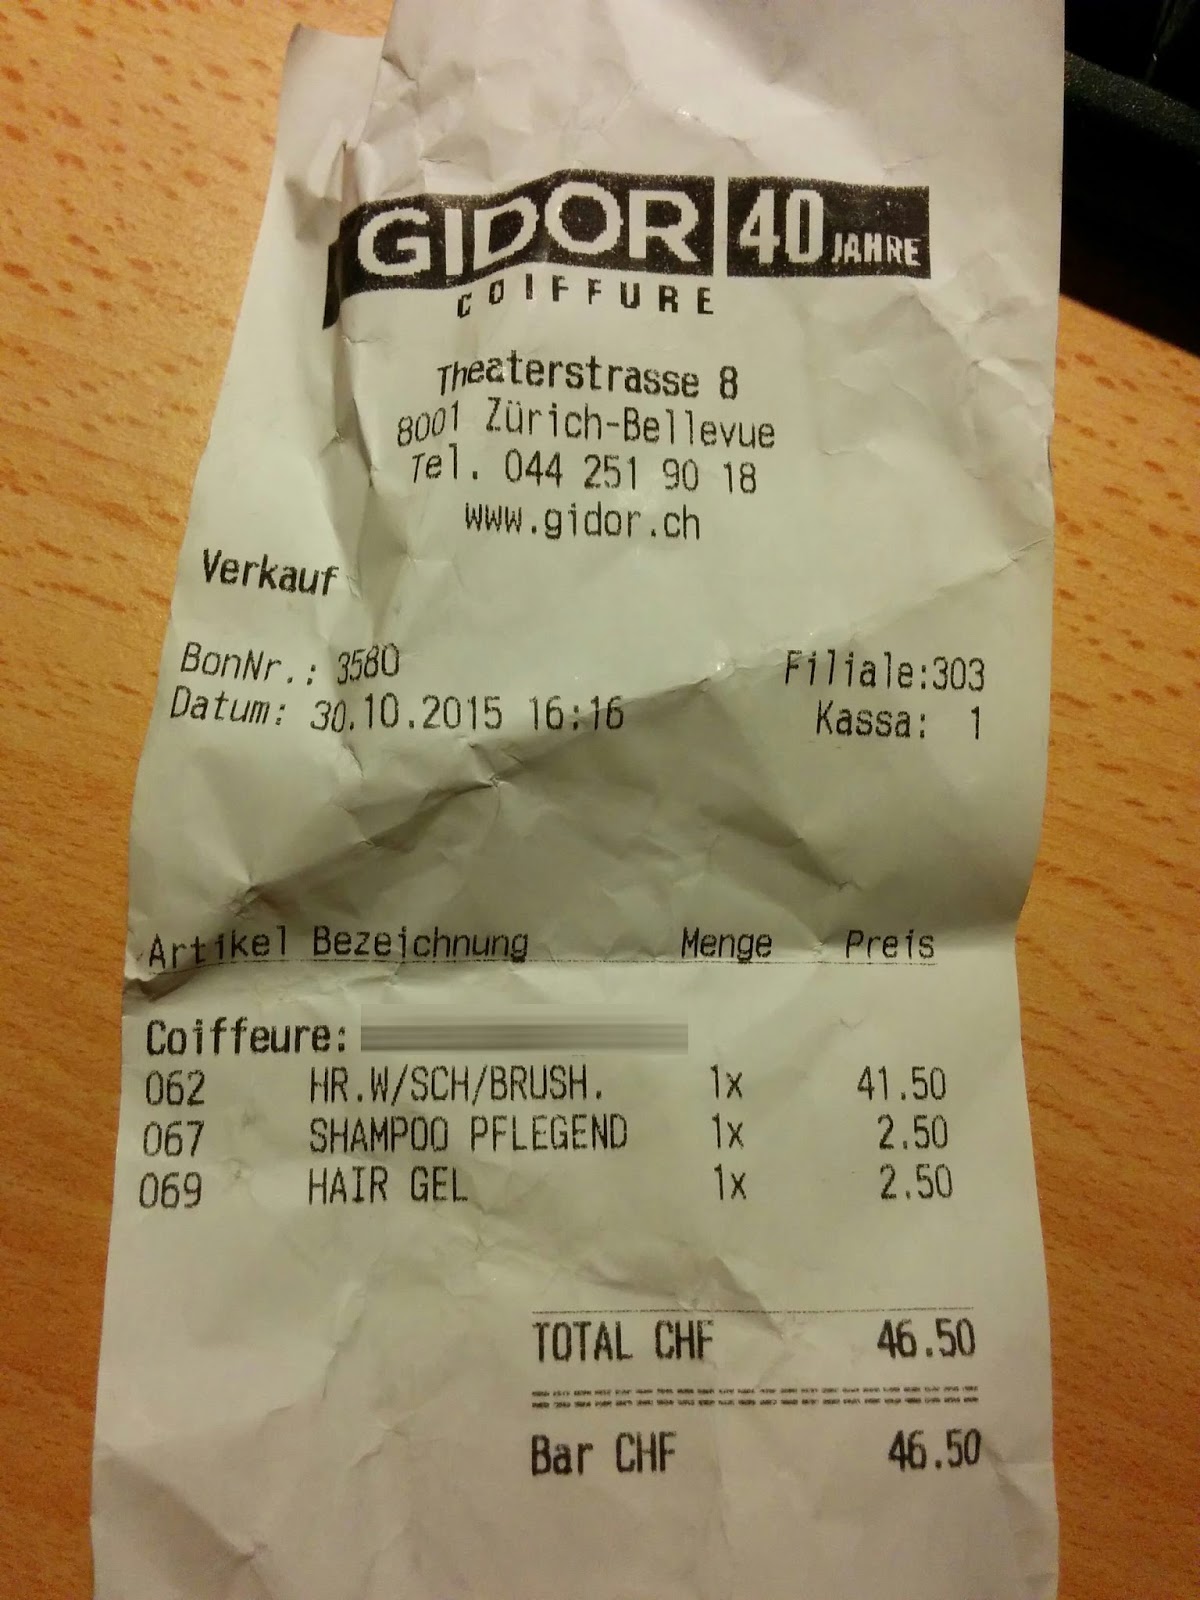 GIDOR 40 JAHRE
COIFFURE
Theaterstrasse 8
8001 Zürich-Bellevue
Tel. 044 251 90 18
www.gidor.ch
Verkauf
BonNr.: 3580 Filiale:303
Datum: 30.10.2015 16:16 Kassa: 1
Artikel Bezeichnung Menge Preis
Coiffeure:
062 HR.W/SCH/BRUSH. 1x 41.50
067 SHAMPOO PFLEGEND 1x 2.50
069 HAIR GEL 1x 2.50
TOTAL CHF 46.50
Bar CHF 46.50